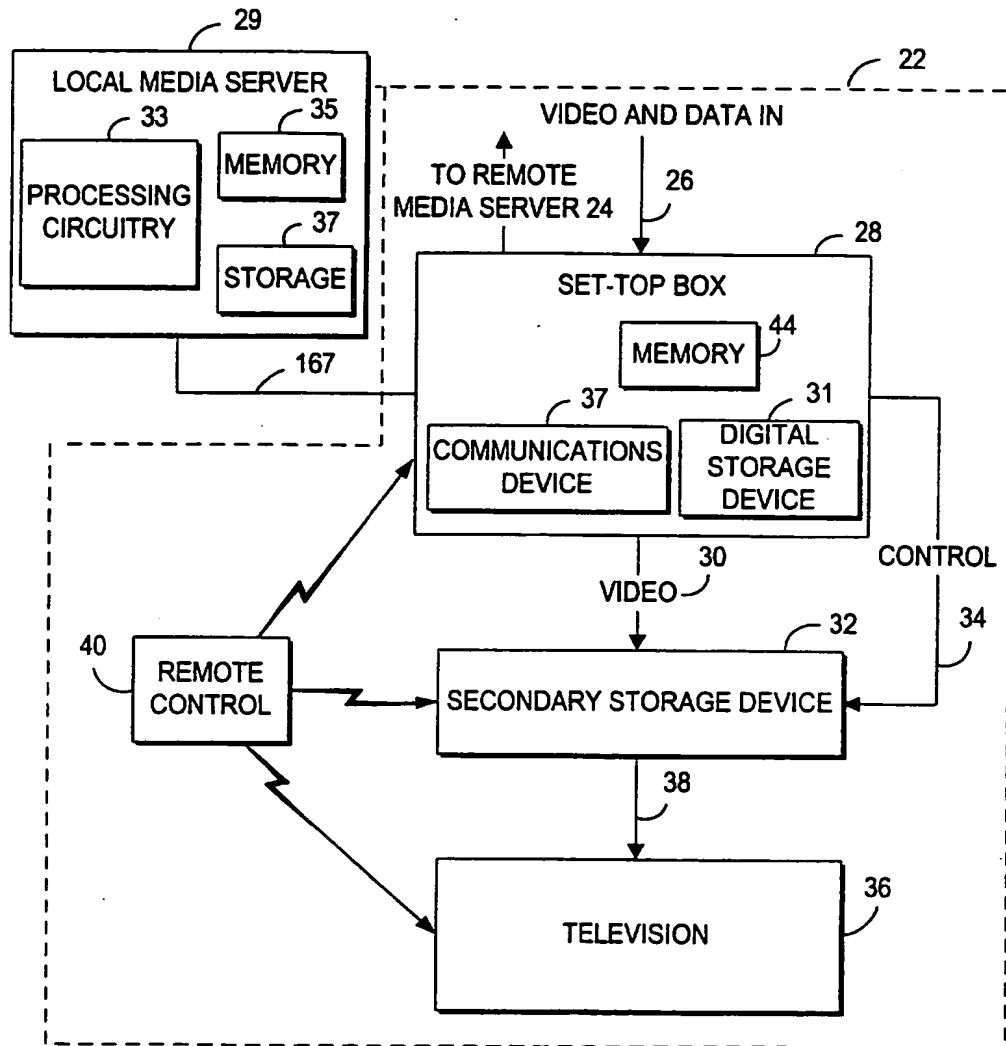 29
LOCAL MEDIA SERVER
33
PROCESSING
CIRCUITRY
35
MEMORY
37
STORAGE
22
VIDEO AND DATA IN
TO REMOTE
MEDIA SERVER 24
26
28
SET-TOP BOX
MEMORY
44
167
37
COMMUNICATIONS
DEVICE
31
DIGITAL
STORAGE
DEVICE
30
VIDEO
CONTROL
34
40
REMOTE
CONTROL
32
SECONDARY STORAGE DEVICE
38
36
TELEVISION